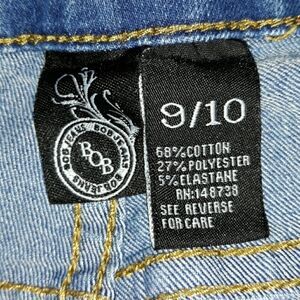 BOB JEANS BOB JEANS BOB JEANS
BOB
9/10
68%COTTON
27%POLYESTER
5%ELASTANE
RN:148738
SEE REVERSE
FOR CARE